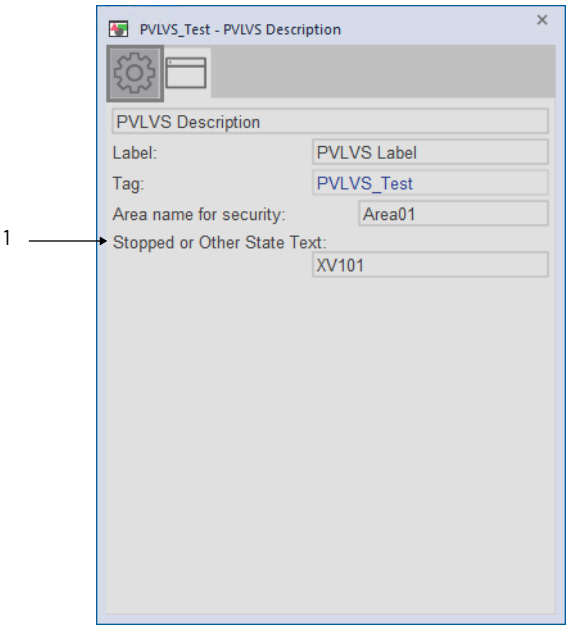 PVLVS_Test - PVLVS Description
PVLVS Description
Label: PVLVS Label
Tag: PVLVS_Test
Area name for security: Area01
1 Stopped or Other State Text:
XV101